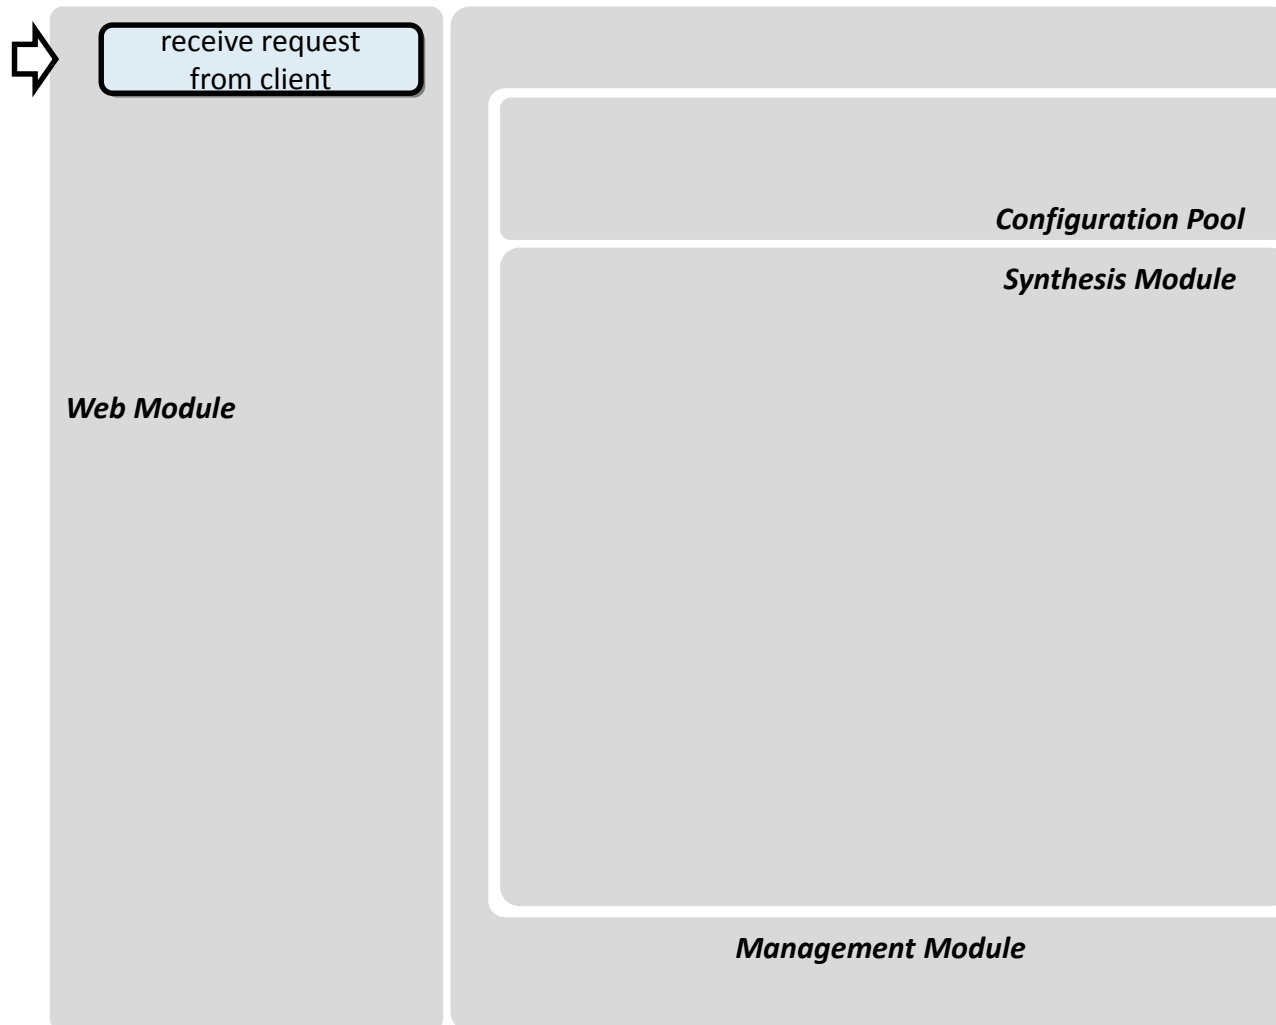 receive request
from client
Configuration Pool
Synthesis Module
Web Module
Management Module